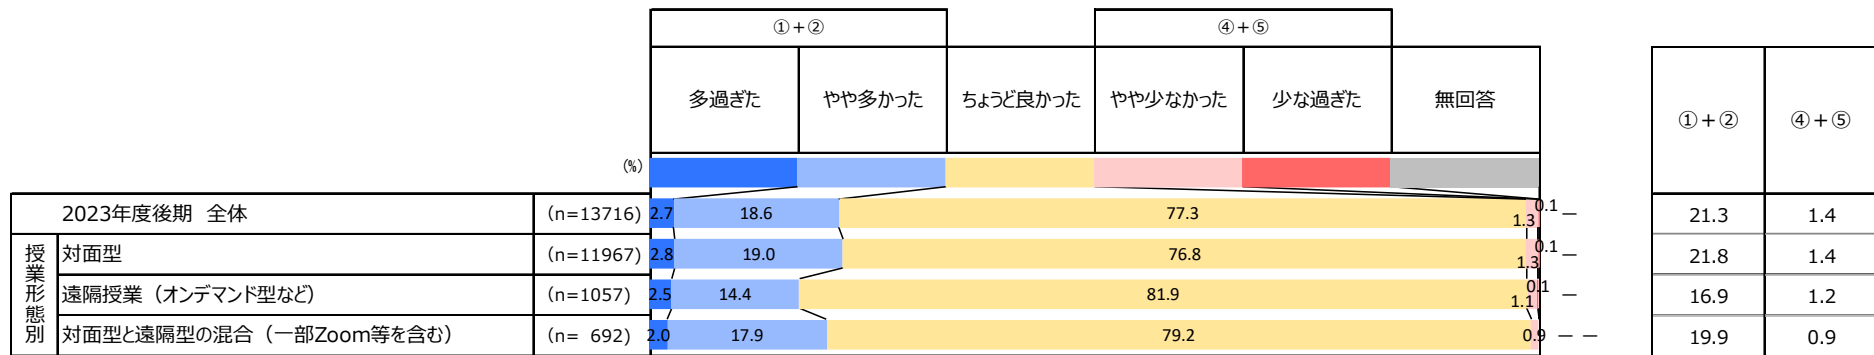 ①+② ④+⑤
多過ぎた やや多かった ちょうど良かった やや少なかった 少な過ぎた 無回答 ①+② ④+⑤
(%)
2023年度後期 全体 (n=13716) 2.7 18.6 77.3 1.3 0.1 — 21.3 1.4
授業形態別
対面型 (n=11967) 2.8 19.0 76.8 1.3 0.1 — 21.8 1.4
遠隔授業（オンデマンド型など） (n=1057) 2.5 14.4 81.9 1.1 0.1 — 16.9 1.2
対面型と遠隔型の混合（一部Zoom等を含む） (n= 692) 2.0 17.9 79.2 0.9 — — 19.9 0.9